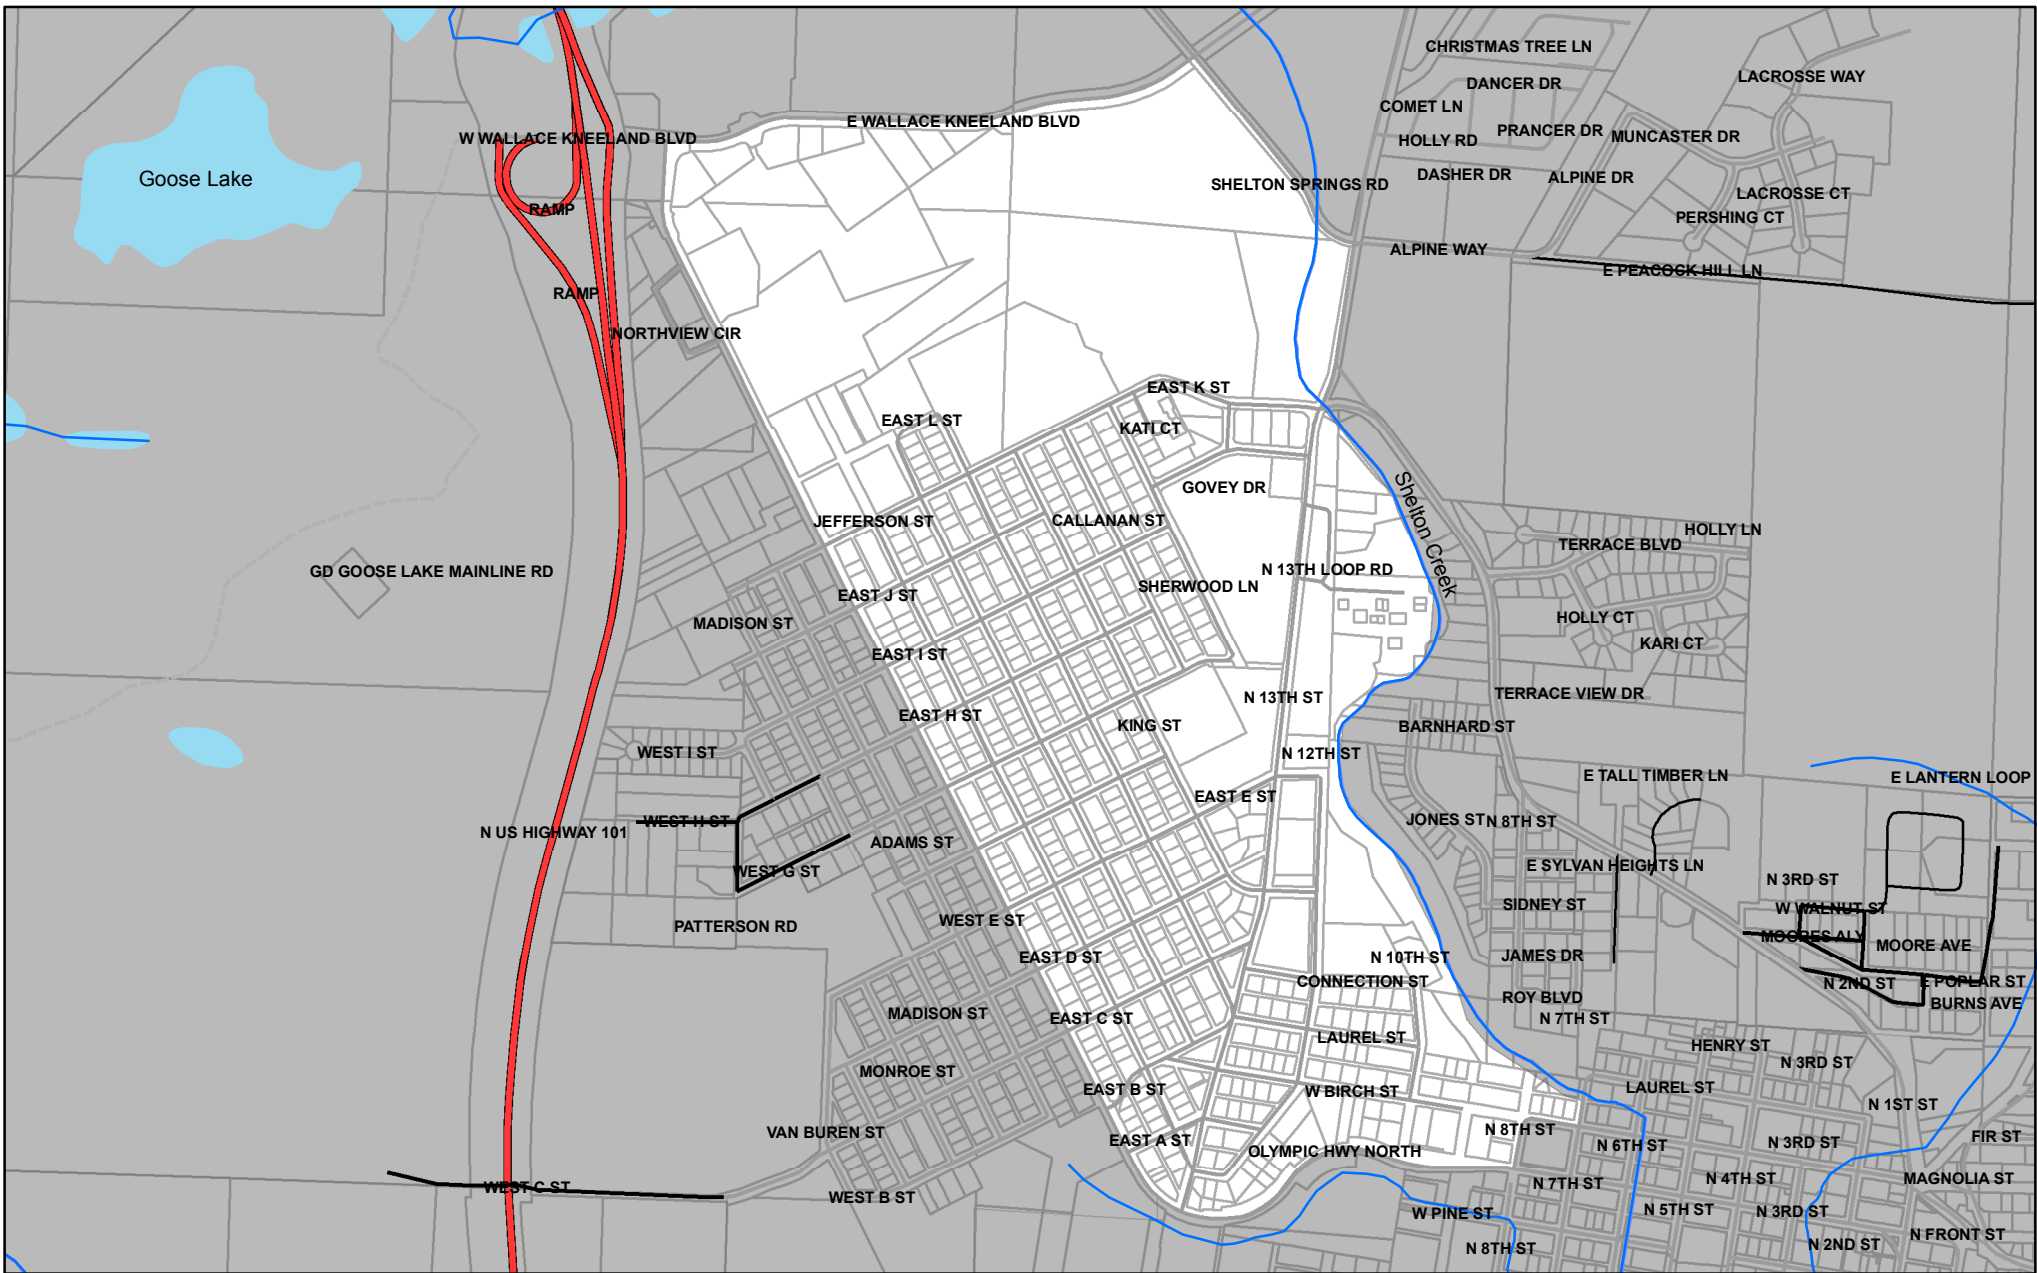 CHRISTMAS TREE LN
LACROSSE WAY
DANCER DR
COMET LN
E WALLACE KNEELAND BLVD
PRANCER DR
MUNCASTER DR
W WALLACE KNEELAND BLVD
HOLLY RD
Goose Lake
DASHER DR
ALPINE DR
SHELTON SPRINGS RD
LACROSSE CT
RAMP
PERSHING CT
ALPINE WAY
E PEACOCK HILL LN
RAMP
NORTHVIEW CIR
EAST K ST
EAST L ST
KATI CT
GOVEY DR
JEFFERSON ST
CALLANAN ST
Shelton Creek
HOLLY LN
TERRACE BLVD
GD GOOSE LAKE MAINLINE RD
N 13TH LOOP RD
SHERWOOD LN
EAST J ST
HOLLY CT
MADISON ST
KARI CT
EAST I ST
TERRACE VIEW DR
N 13TH ST
EAST H ST
KING ST
BARNHARD ST
WEST I ST
N 12TH ST
E TALL TIMBER LN
E LANTERN LOOP
EAST E ST
WEST H ST
JONES ST
N 8TH ST
N US HIGHWAY 101
ADAMS ST
E SYLVAN HEIGHTS LN
WEST G ST
N 3RD ST
SIDNEY ST
W WALNUT ST
WEST E ST
PATTERSON RD
MOORES ALY
MOORE AVE
EAST D ST
N 10TH ST
JAMES DR
CONNECTION ST
N 2ND ST
E POPLAR ST
ROY BLVD
BURNS AVE
MADISON ST
EAST C ST
N 7TH ST
LAUREL ST
HENRY ST
N 3RD ST
MONROE ST
EAST B ST
W BIRCH ST
LAUREL ST
N 1ST ST
VAN BUREN ST
N 8TH ST
EAST A ST
N 6TH ST
N 3RD ST
FIR ST
OLYMPIC HWY NORTH
N 7TH ST
N 4TH ST
MAGNOLIA ST
WEST C ST
WEST B ST
W PINE ST
N 5TH ST
N 3RD ST
N FRONT ST
N 8TH ST
N 2ND ST